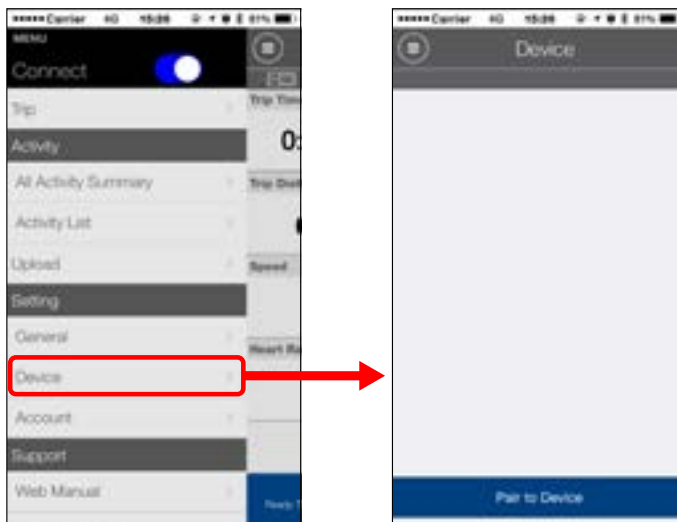 ●●●●● Carrier 4G 15:26 81%
MENU
Connect
Trip
Activity
All Activity Summary
Activity List
Upload
Setting
General
Device
Account
Support
Web Manual
Trip Time
0:
Trip Dist
Speed
Heart Ra
Ready T
●●●●● Carrier 4G 15:26 81%
Device
Pair to Device